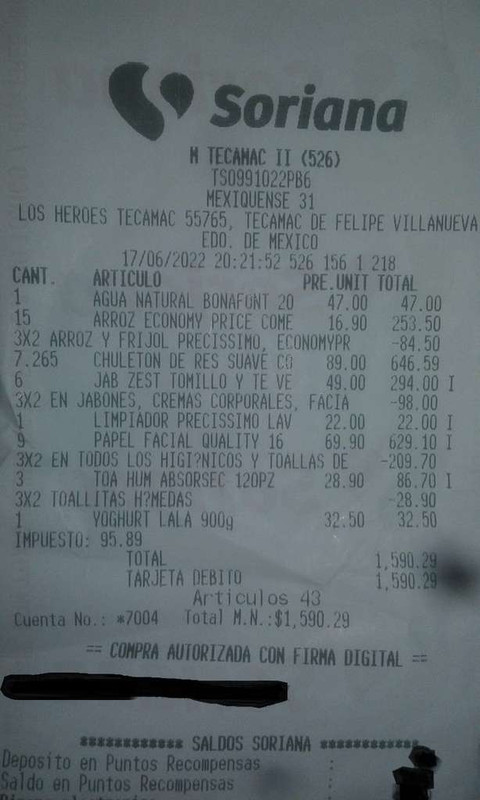 Soriana
M TECAMAC II (526)
TSO991022PB6
MEXIQUENSE 31
LOS HEROES TECAMAC 55765, TECAMAC DE FELIPE VILLANUEVA
EDO. DE MEXICO
17/06/2022 20:21:52 526 156 1 218
CANT. ARTICULO PRE.UNIT TOTAL
1 AGUA NATURAL BONAFONT 20 47.00 47.00
15 ARROZ ECONOMY PRICE COME 16.90 253.50
3X2 ARROZ Y FRIJOL PRECISSIMO, ECONOMYPR -84.50
7.265 CHULETON DE RES SUAVE CO 89.00 646.59
6 JAB ZEST TOMILLO Y TE VE 49.00 294.00 I
3X2 EN JABONES, CREMAS CORPORALES, FACIA -98.00
1 LIMPIADOR PRECISSIMO LAV 22.00 22.00 I
9 PAPEL FACIAL QUALITY 16 69.90 629.10 I
3X2 EN TODOS LOS HIGI?NICOS Y TOALLAS DE -209.70
3 TOA HUM ABSORSEC 120PZ 28.90 86.70 I
3X2 TOALLITAS H?MEDAS -28.90
1 YOGHURT LALA 900g 32.50 32.50
IMPUESTO: 95.89
TOTAL 1,590.29
TARJETA DEBITO 1,590.29
Articulos 43
Cuenta No.: *7004 Total M.N.:$1,590.29
== COMPRA AUTORIZADA CON FIRMA DIGITAL ==
************ SALDOS SORIANA ************
Deposito en Puntos Recompensas :
Saldo en Puntos Recompensas :